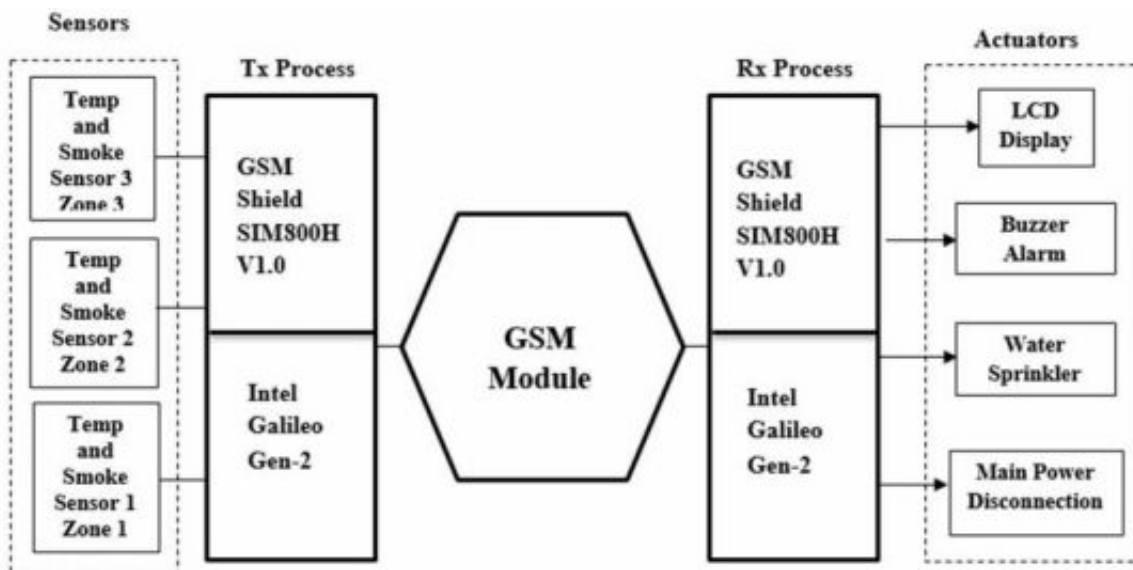 Sensors
Tx Process
Rx Process
Actuators
Temp
and
Smoke
Sensor 3
Zone 3
Temp
and
Smoke
Sensor 2
Zone 2
Temp
and
Smoke
Sensor 1
Zone 1
GSM
Shield
SIM800H
V1.0
Intel
Galileo
Gen-2
GSM
Module
GSM
Shield
SIM800H
V1.0
Intel
Galileo
Gen-2
LCD
Display
Buzzer
Alarm
Water
Sprinkler
Main Power
Disconnection